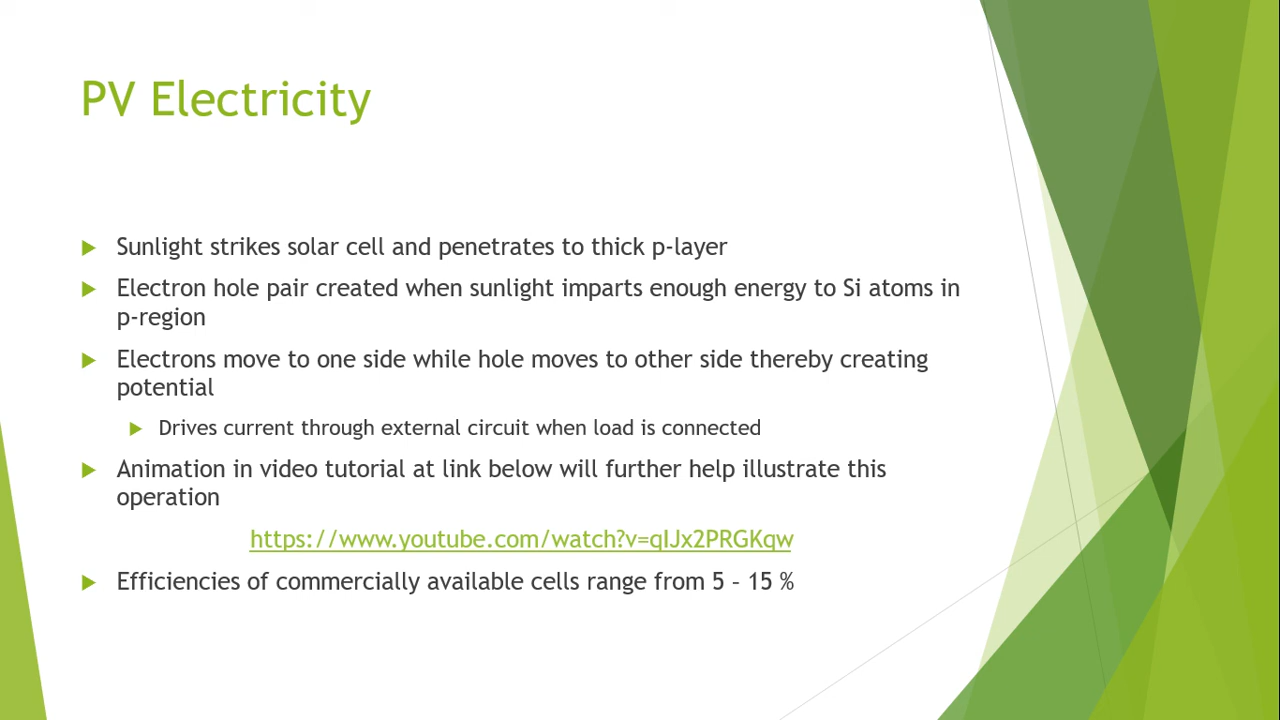 PV Electricity
Sunlight strikes solar cell and penetrates to thick p-layer
Electron hole pair created when sunlight imparts enough energy to Si atoms in
p-region
Electrons move to one side while hole moves to other side thereby creating
potential
Drives current through external circuit when load is connected
Animation in video tutorial at link below will further help illustrate this
operation
https://www.youtube.com/watch?v=qIJx2PRGKqw
Efficiencies of commercially available cells range from 5 – 15 %